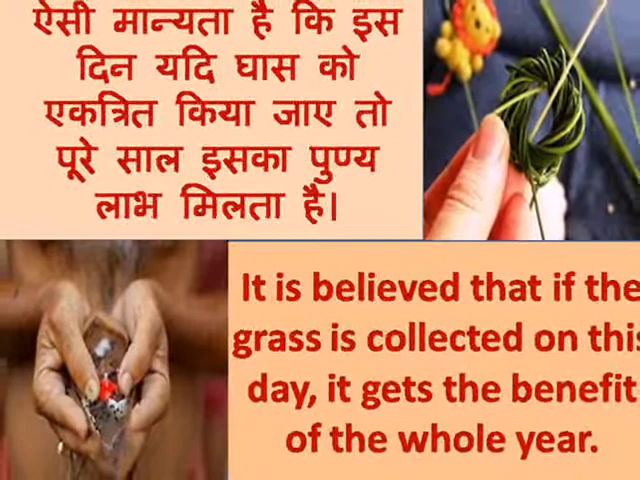 ऐसी मान्यता है कि इस
दिन यदि घास को
एकत्रित किया जाए तो
पूरे साल इसका पुण्य
लाभ मिलता है।
It is believed that if the
grass is collected on this
day, it gets the benefit
of the whole year.